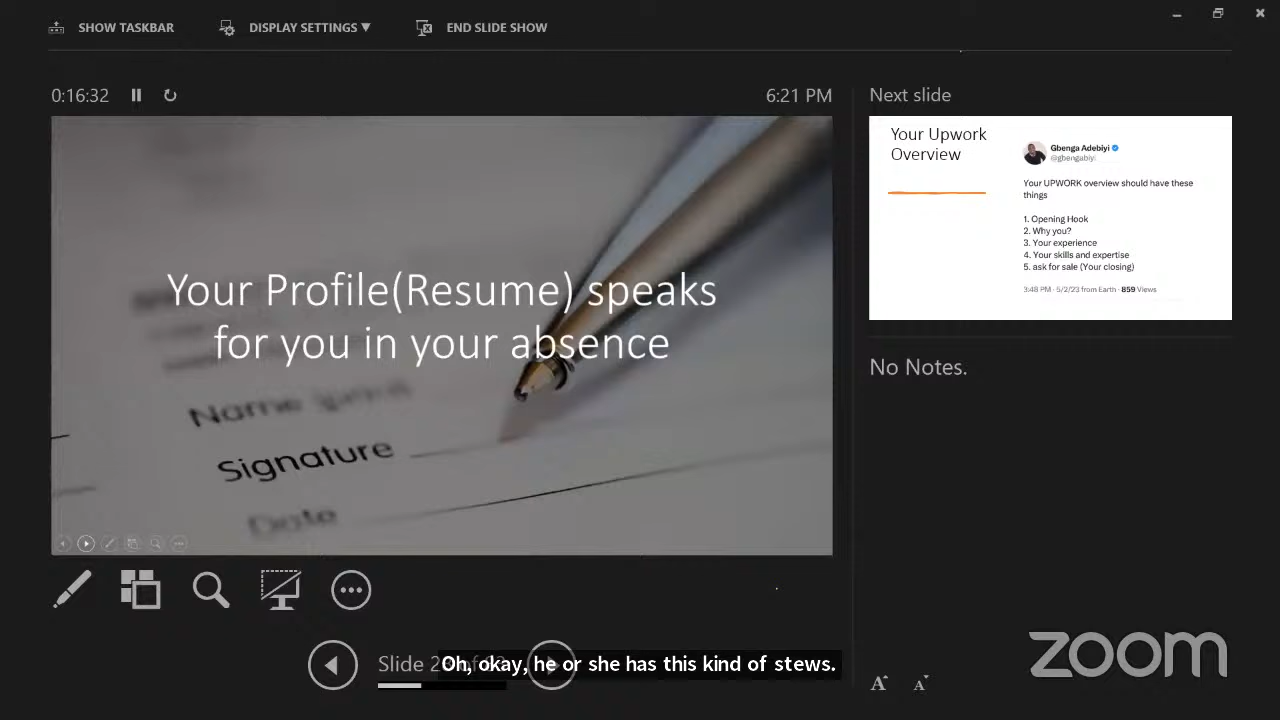 SHOW TASKBAR
DISPLAY SETTINGS ▼
END SLIDE SHOW
0:16:32
6:21 PM
Next slide
Your Profile(Resume) speaks
for you in your absence
Name
Signature
Date
Your Upwork
Overview
Gbenga Adebiyi
@gbengabiyi
Your UPWORK overview should have these
things
1. Opening Hook
2. Why you?
3. Your experience
4. Your skills and expertise
5. ask for sale (Your closing)
3:48 PM · 5/2/23 from Earth · 859 Views
No Notes.
Slide
Oh, okay, he or she has this kind of stews.
A A
zoom